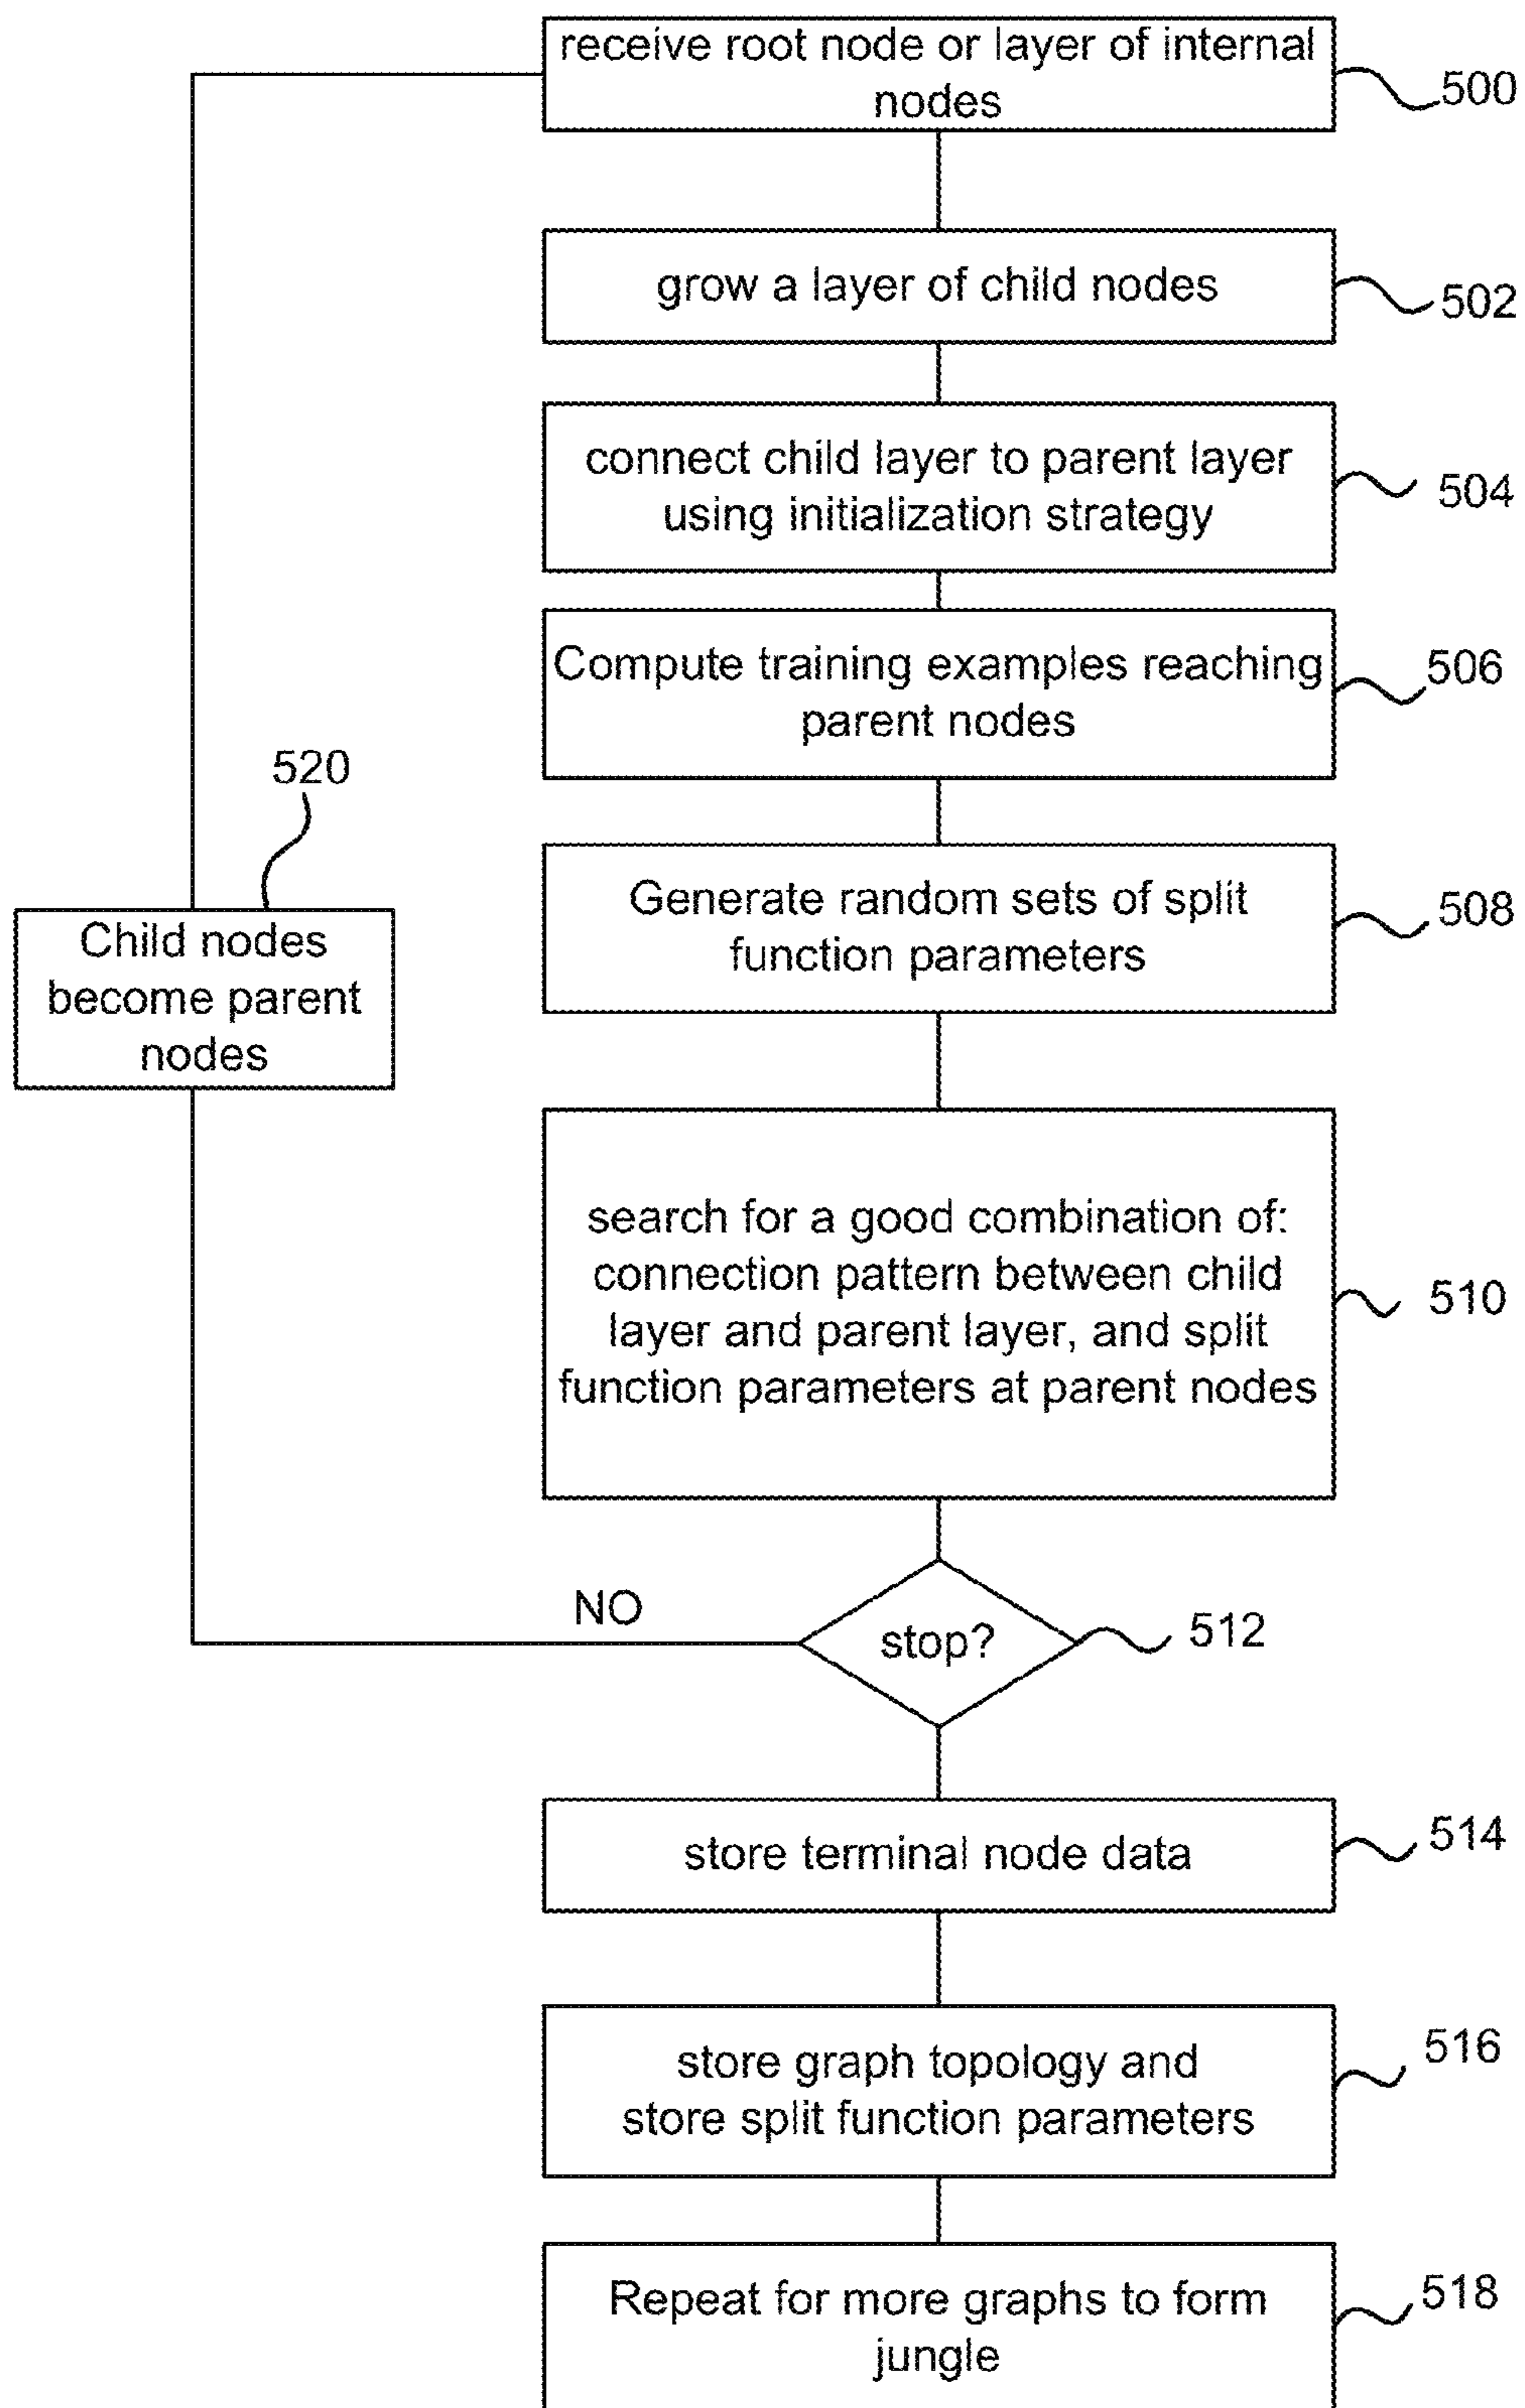 receive root node or layer of internal
nodes
500
grow a layer of child nodes
502
connect child layer to parent layer
using initialization strategy
504
Compute training examples reaching
parent nodes
506
520
Child nodes
become parent
nodes
Generate random sets of split
function parameters
508
search for a good combination of:
connection pattern between child
layer and parent layer, and split
function parameters at parent nodes
510
NO
stop?
512
store terminal node data
514
store graph topology and
store split function parameters
516
Repeat for more graphs to form
jungle
518